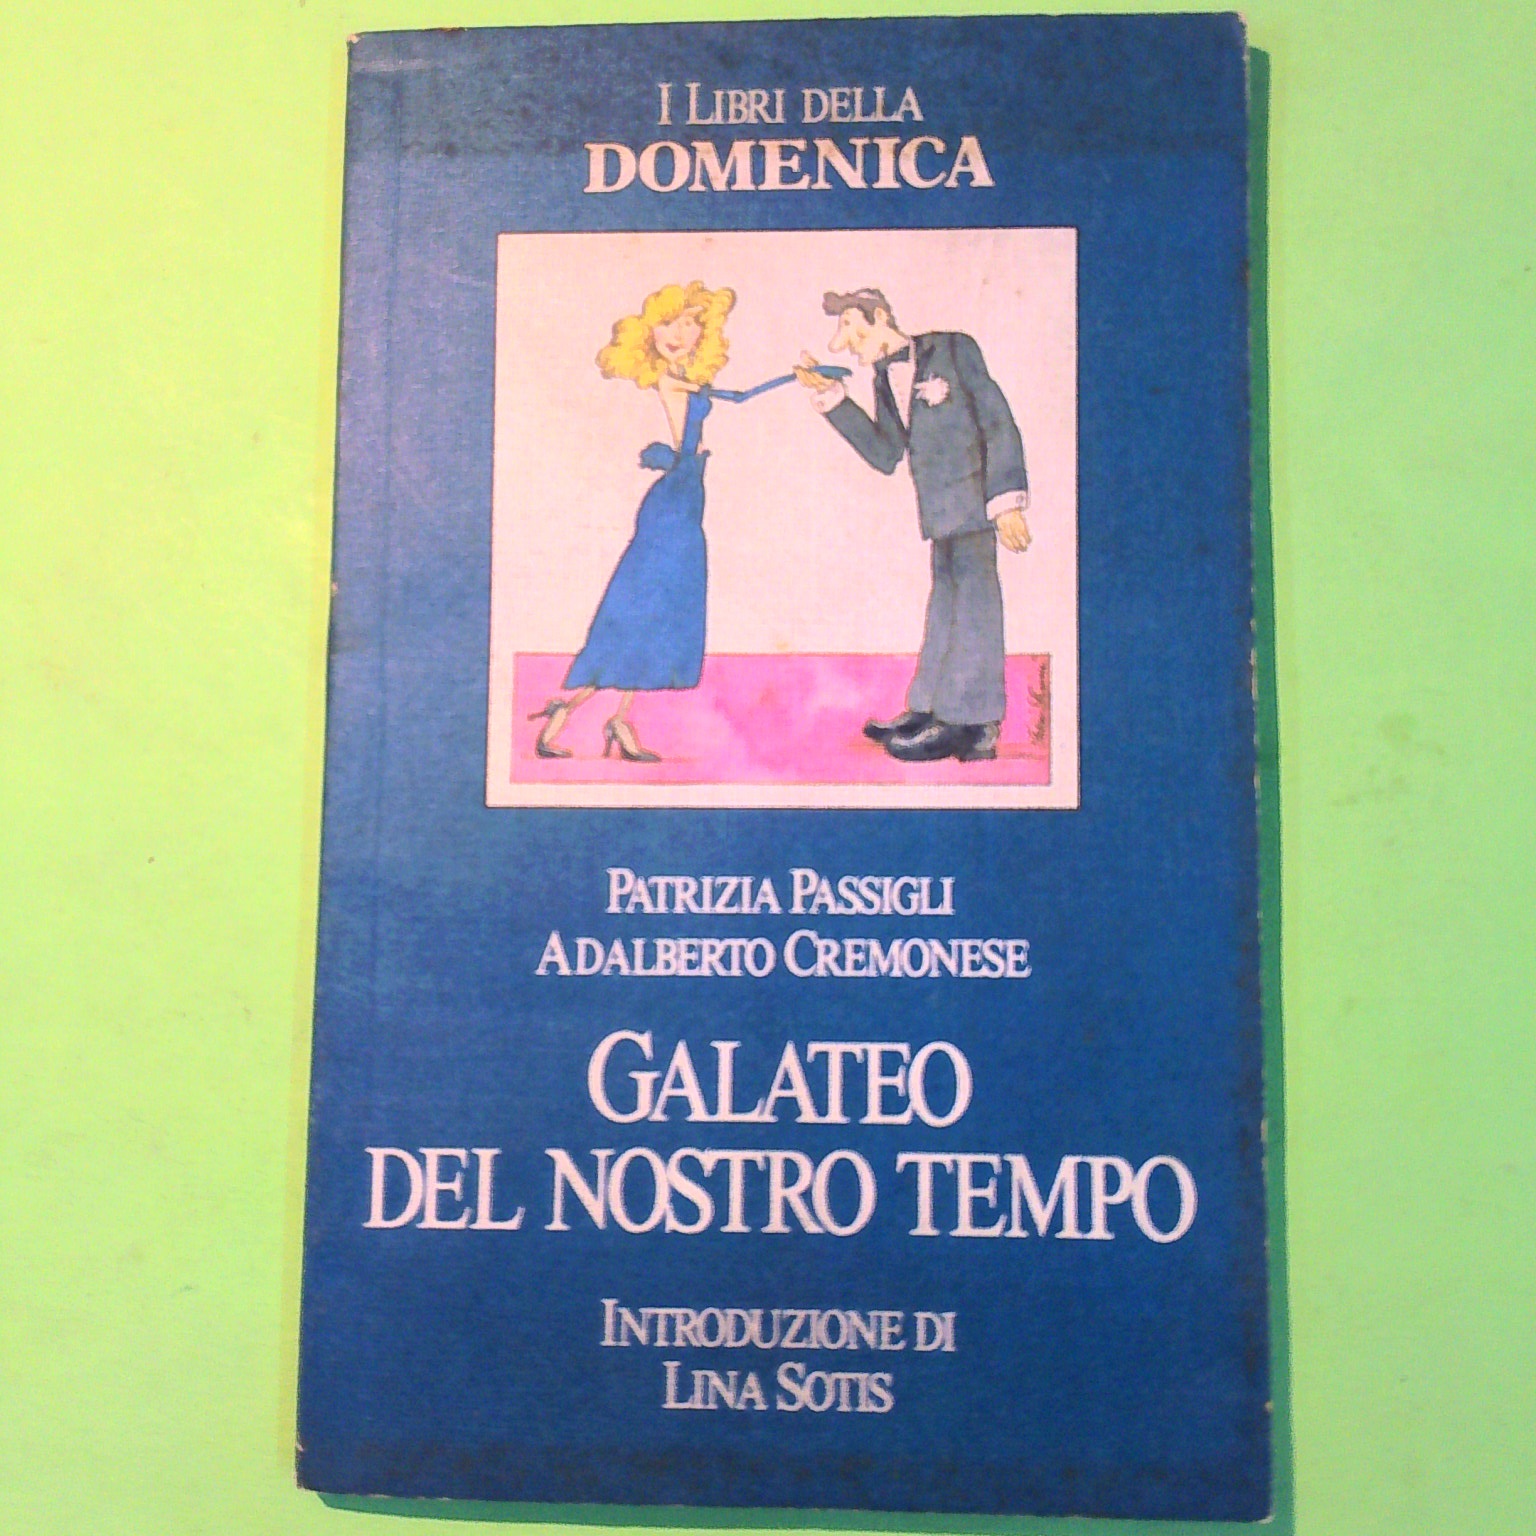 I LIBRI DELLA
DOMENICA
PATRIZIA PASSIGLI
ADALBERTO CREMONESE
GALATEO
DEL NOSTRO TEMPO
INTRODUZIONE DI
LINA SOTIS